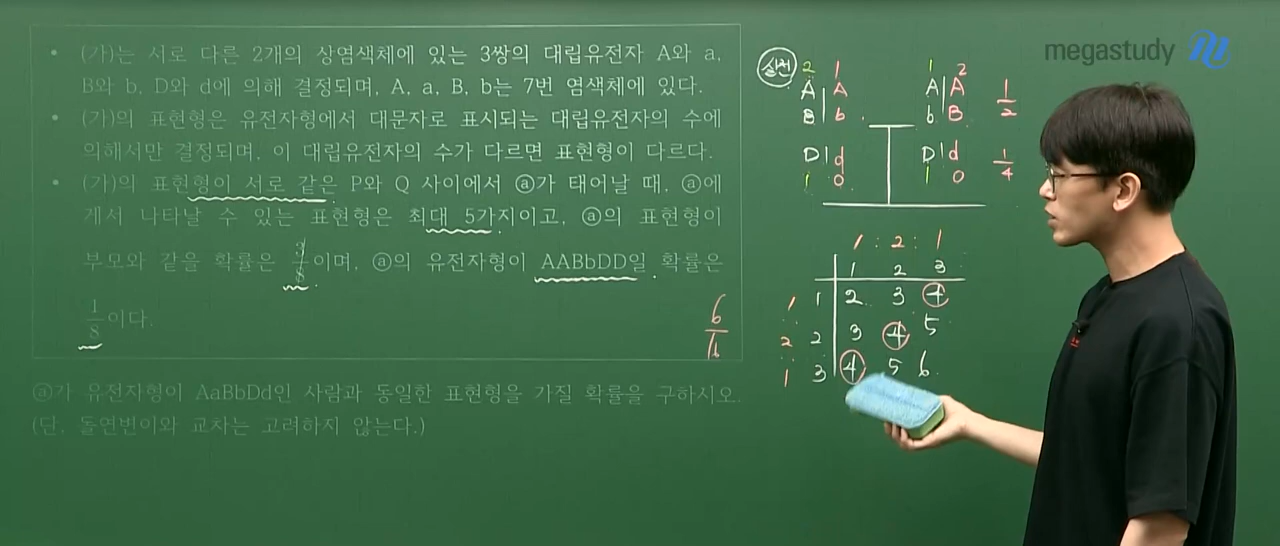 • (가)는 서로 다른 2개의 상염색체에 있는 3쌍의 대립유전자 A와 a,
B와 b, D와 d에 의해 결정되며, A, a, B, b는 7번 염색체에 있다.
• (가)의 표현형은 유전자형에서 대문자로 표시되는 대립유전자의 수에
의해서만 결정되며, 이 대립유전자의 수가 다르면 표현형이 다르다.
• (가)의 표현형이 서로 같은 P와 Q 사이에서 ⓐ가 태어날 때, ⓐ에
게서 나타날 수 있는 표현형은 최대 5가지이고, ⓐ의 표현형이
부모와 같을 확률은 3/8이며, ⓐ의 유전자형이 AABbDD일 확률은
1/8이다.
ⓐ가 유전자형이 AaBbDd인 사람과 동일한 표현형을 가질 확률을 구하시오.
(단, 돌연변이와 교차는 고려하지 않는다.)
6/16
megastudy
실전
2 1 1 2
A | A A | A 1/2
B | b b | B
D | d D | d 1/4
1 0 1 0
1 : 2 : 1
1 2 3
1 1 2 3 4
2 2 3 4 5
1 3 4 5 6